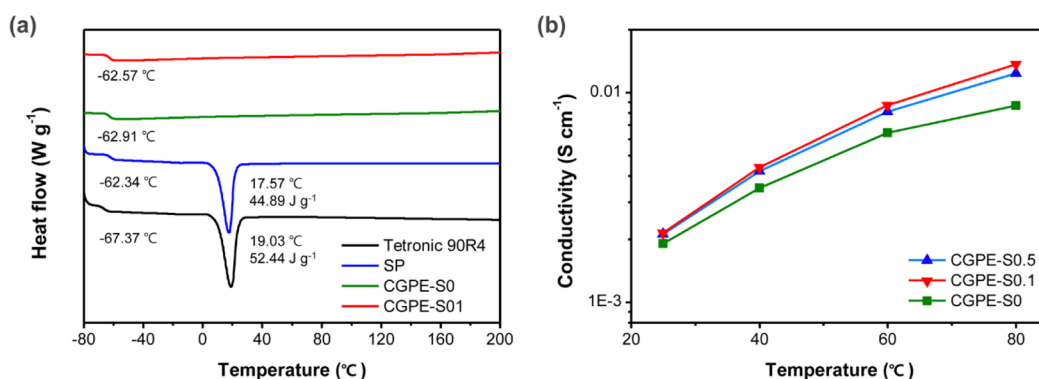 (a)
Heat flow (W g⁻¹)
-62.57 ℃
-62.91 ℃
-62.34 ℃
17.57 ℃
44.89 J g⁻¹
-67.37 ℃
19.03 ℃
52.44 J g⁻¹
Tetronic 90R4
SP
CGPE-S0
CGPE-S01
-80 -40 0 40 80 120 160 200
Temperature (℃)
(b)
Conductivity (S cm⁻¹)
0.01
1E-3
CGPE-S0.5
CGPE-S0.1
CGPE-S0
20 40 60 80
Temperature (℃)